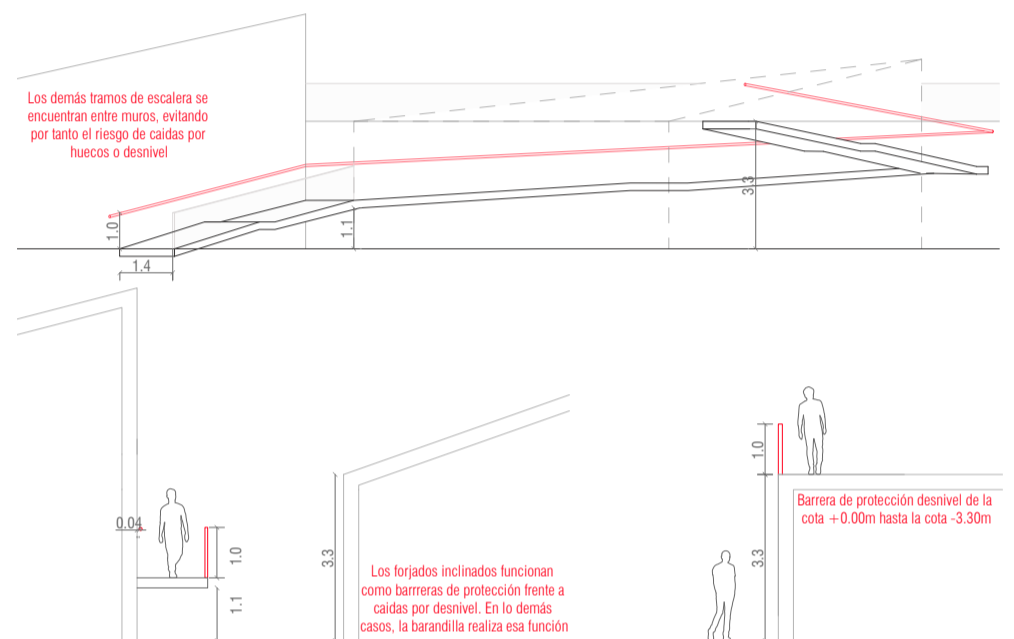 Los demás tramos de escalera se
encuentran entre muros, evitando
por tanto el riesgo de caidas por
huecos o desnivel
3.3
1.0
1.1
1.4
1.0
0.04
1.0
1.1
3.3
3.3
Barrera de protección desnivel de la
cota +0.00m hasta la cota -3.30m
Los forjados inclinados funcionan
como barrreras de protección frente a
caidas por desnivel. En lo demás
casos, la barandilla realiza esa función